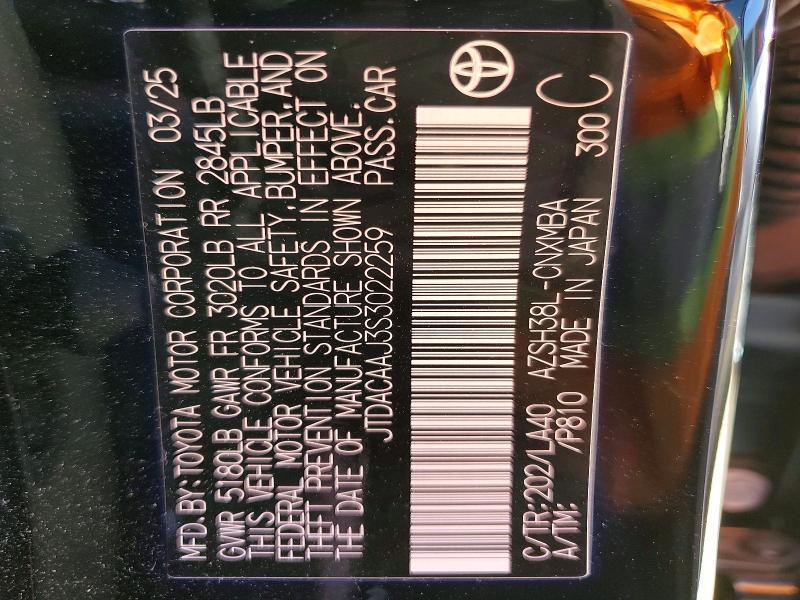 MFD.BY:TOYOTA MOTOR CORPORATION 03/25
GVWR 5180LB GAWR FR 3020LB RR 2845LB
THIS VEHICLE CONFORMS TO ALL APPLICABLE
FEDERAL MOTOR VEHICLE SAFETY,BUMPER,AND
THEFT PREVENTION STANDARDS IN EFFECT ON
THE DATE OF MANUFACTURE SHOWN ABOVE.
JTDACAAJ3S3022259 PASS.CAR
C/TR:202/LA40 AZSH38L-CNXMBA
A/TM: /P810 MADE IN JAPAN 300 C